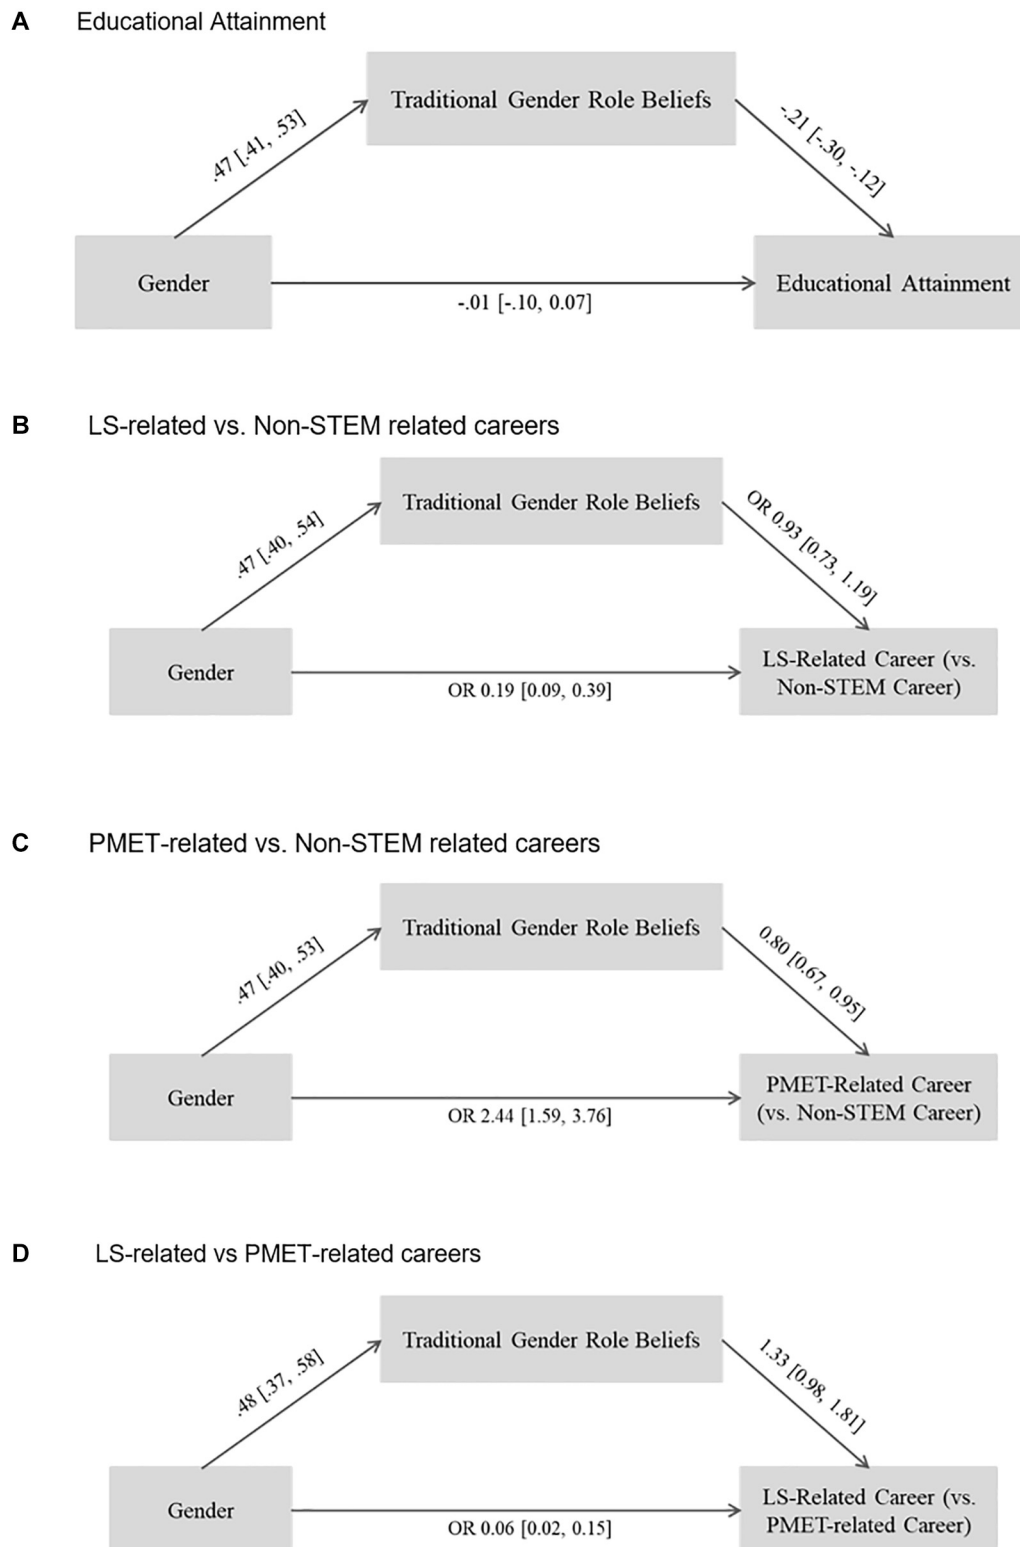 A Educational Attainment
Traditional Gender Role Beliefs
.47 [.41, .53]
-.21 [-.30, -.12]
Gender
Educational Attainment
-.01 [-.10, 0.07]
B LS-related vs. Non-STEM related careers
Traditional Gender Role Beliefs
.47 [.40, .54]
OR 0.93 [0.73, 1.19]
Gender
LS-Related Career (vs.
Non-STEM Career)
OR 0.19 [0.09, 0.39]
C PMET-related vs. Non-STEM related careers
Traditional Gender Role Beliefs
.47 [.40, .53]
0.80 [0.67, 0.95]
Gender
PMET-Related Career
(vs. Non-STEM Career)
OR 2.44 [1.59, 3.76]
D LS-related vs PMET-related careers
Traditional Gender Role Beliefs
.48 [.37, .58]
1.33 [0.98, 1.81]
Gender
LS-Related Career (vs.
PMET-related Career)
OR 0.06 [0.02, 0.15]